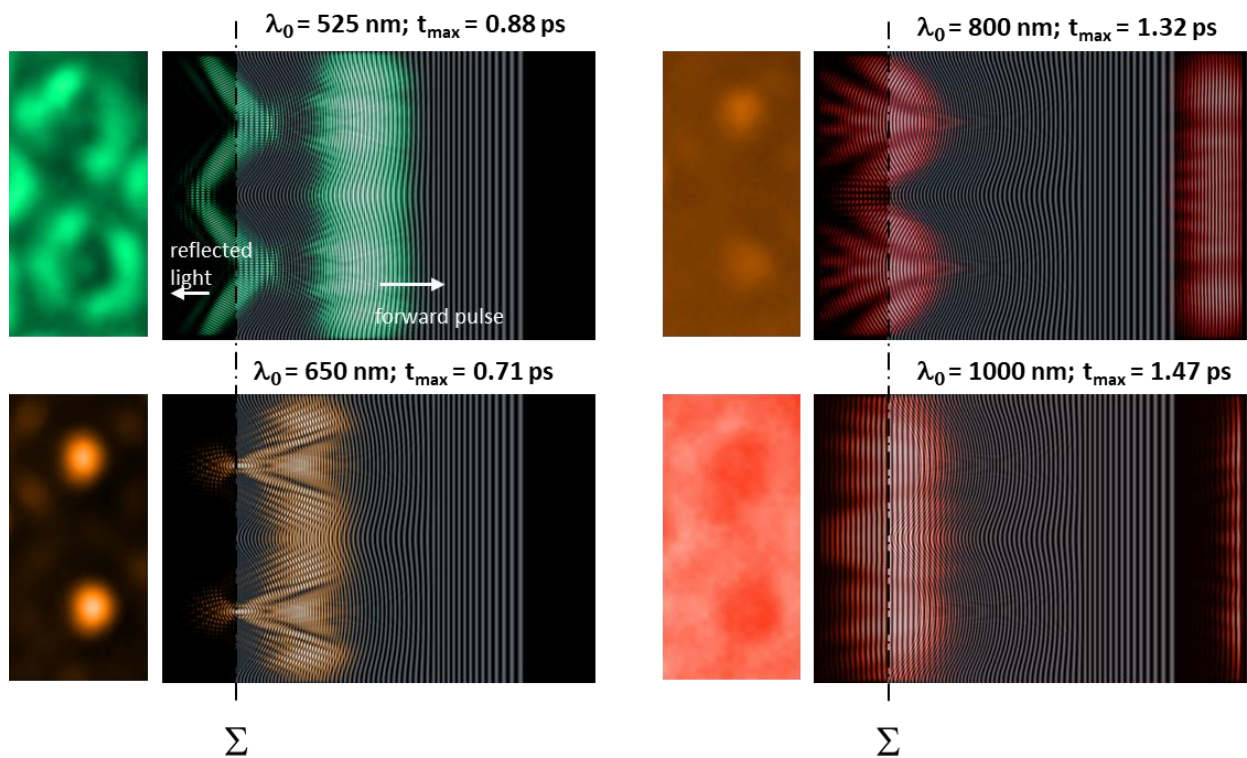 λ₀ = 525 nm; tₘₐₓ = 0.88 ps
reflected
light
forward pulse
λ₀ = 650 nm; tₘₐₓ = 0.71 ps
Σ
λ₀ = 800 nm; tₘₐₓ = 1.32 ps
λ₀ = 1000 nm; tₘₐₓ = 1.47 ps
Σ